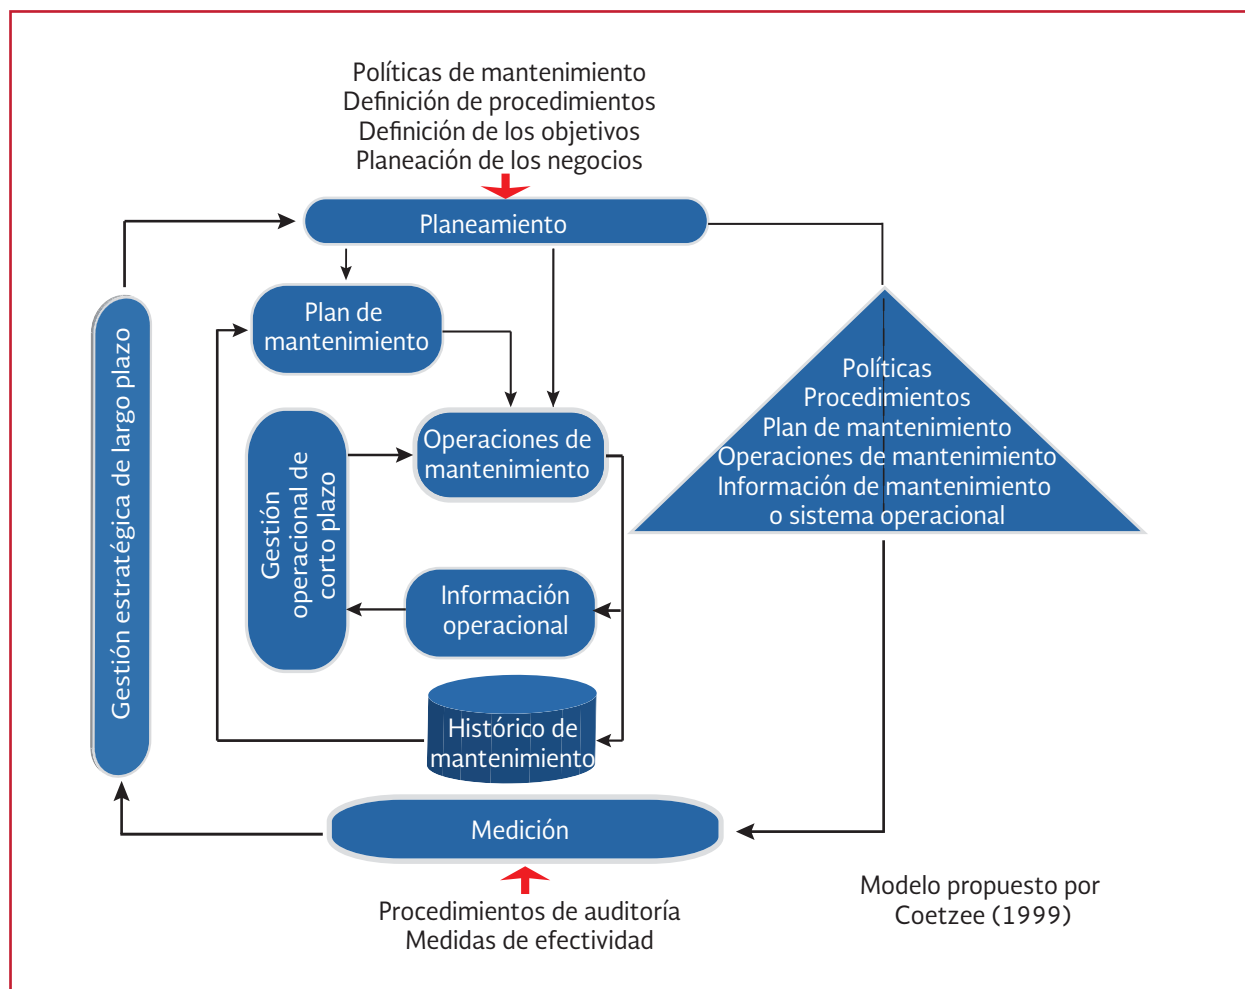 Políticas de mantenimiento
Definición de procedimientos
Definición de los objetivos
Planeación de los negocios
Planeamiento
Plan de
mantenimiento
Gestión estratégica de largo plazo
Gestión
operacional de
corto plazo
Operaciones de
mantenimiento
Información
operacional
Histórico de
mantenimiento
Políticas
Procedimientos
Plan de mantenimiento
Operaciones de mantenimiento
Información de mantenimiento
o sistema operacional
Medición
Procedimientos de auditoría
Medidas de efectividad
Modelo propuesto por
Coetzee (1999)